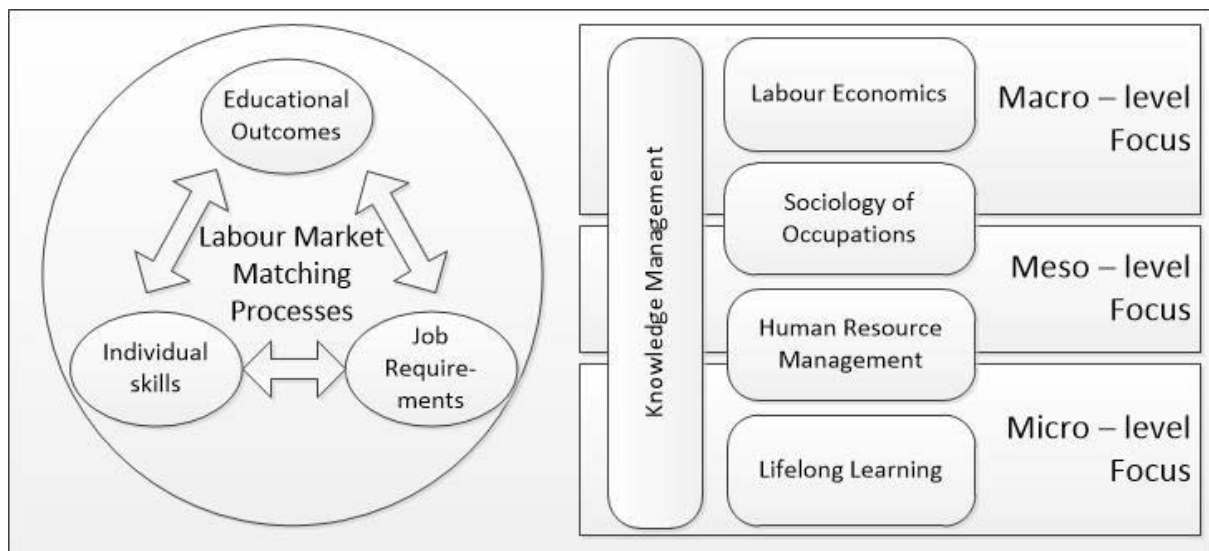 Educational
Outcomes
Labour Market
Matching
Processes
Individual
skills
Job
Require-
ments
Knowledge Management
Labour Economics
Sociology of
Occupations
Human Resource
Management
Lifelong Learning
Macro – level
Focus
Meso – level
Focus
Micro – level
Focus